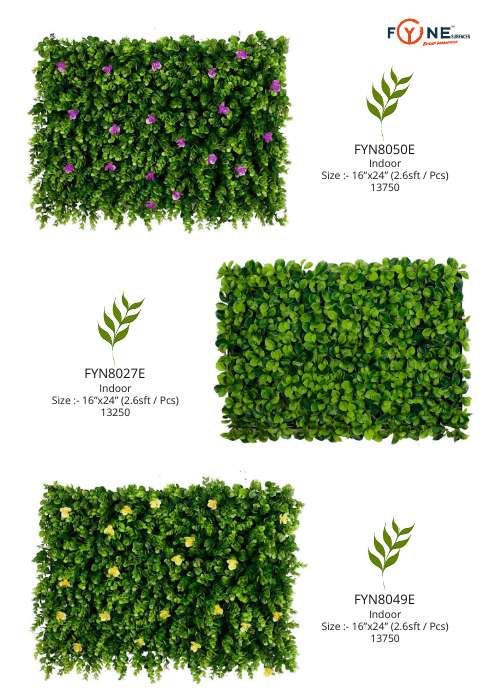 FYNE
SURFACES
FYN8050E
Indoor
Size :- 16”x24” (2.6sft / Pcs)
13750
FYN8027E
Indoor
Size :- 16”x24” (2.6sft / Pcs)
13250
FYN8049E
Indoor
Size :- 16”x24” (2.6sft / Pcs)
13750